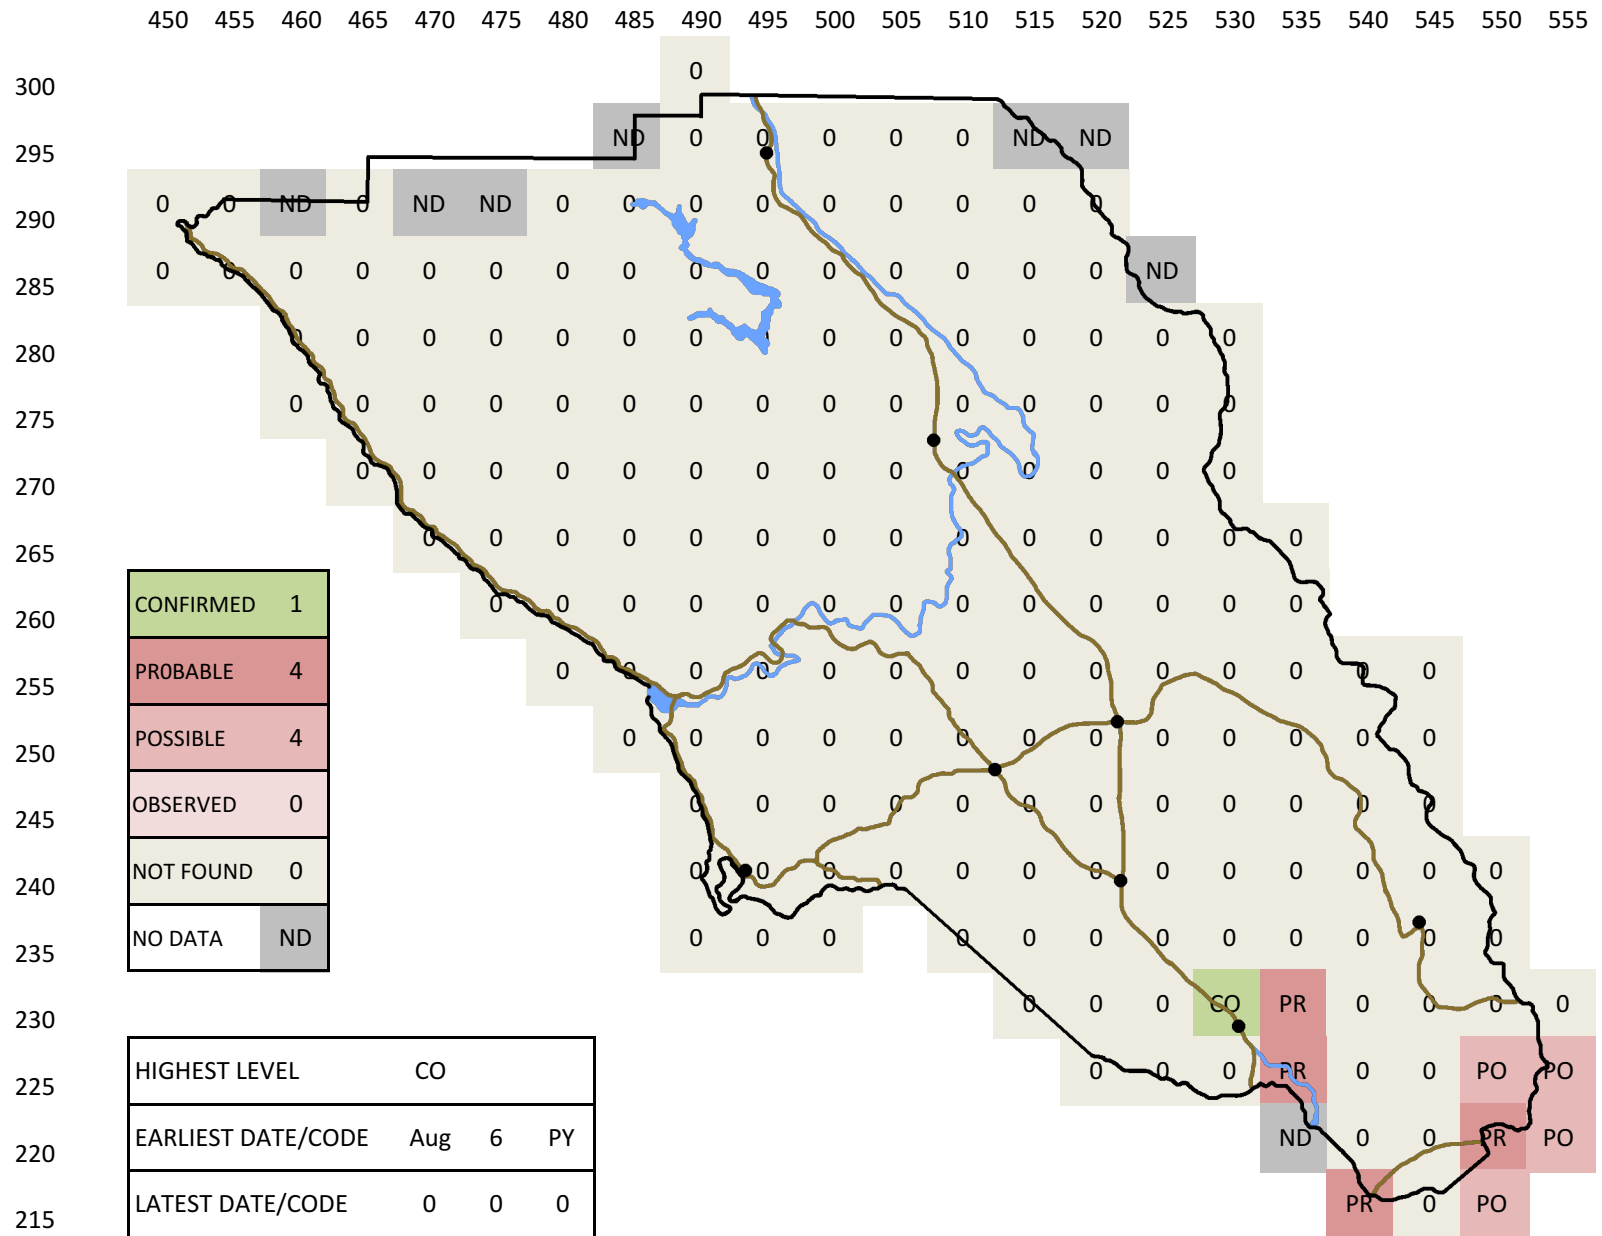 450 455 460 465 470 475 480 485 490 495 500 505 510 515 520 525 530 535 540 545 550 555
0
300
ND 0 0 0 0 0 ND ND
295
0 0 ND 0 ND ND 0 0 0 0 0 0 0 0 0
290
0 0 0 0 0 0 0 0 0 0 0 0 0 0 0 ND
285
0 0 0 0 0 0 0 0 0 0 0 0 0 0 0
280
0 0 0 0 0 0 0 0 0 0 0 0 0 0 0
275
0 0 0 0 0 0 0 0 0 0 0 0 0 0
270
0 0 0 0 0 0 0 0 0 0 0 0 0 0
265
0 0 0 0 0 0 0 0 0 0 0 0 0
260
0 0 0 0 0 0 0 0 0 0 0 0 0 0
255
0 0 0 0 0 0 0 0 0 0 0 0 0
250
0 0 0 0 0 0 0 0 0 0 0 0
245
0 0 0 0 0 0 0 0 0 0 0 0 0
240
0 0 0 0 0 0 0 0 0 0 0 0
235
0 0 0 CO PR 0 0 0 0
230
0 0 0 PR 0 0 PO PO
225
ND 0 0 PR PO
220
PR 0 PO
215
CONFIRMED 1
PR0BABLE 4
POSSIBLE 4
OBSERVED 0
NOT FOUND 0
NO DATA ND
HIGHEST LEVEL CO
EARLIEST DATE/CODE Aug 6 PY
LATEST DATE/CODE 0 0 0